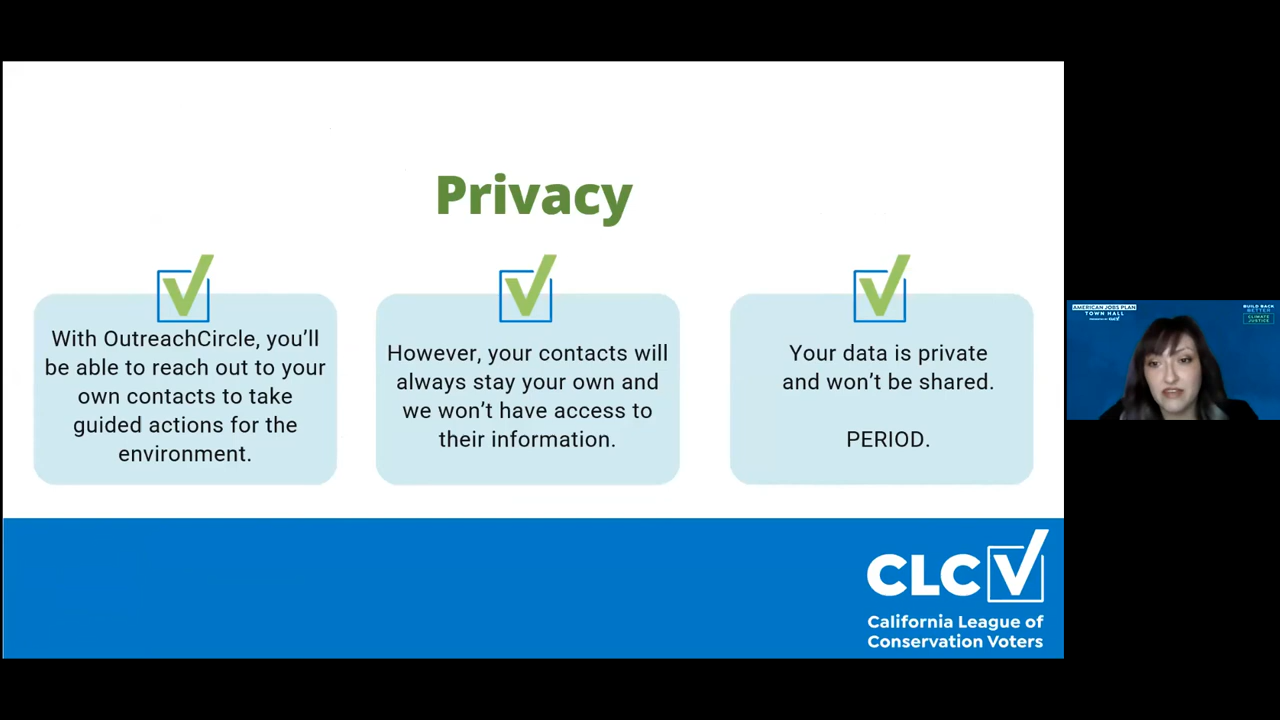 Privacy
With OutreachCircle, you'll
be able to reach out to your
own contacts to take
guided actions for the
environment.
However, your contacts will
always stay your own and
we won't have access to
their information.
Your data is private
and won't be shared.
PERIOD.
CLCV
California League of
Conservation Voters
AMERICAN JOBS PLAN
TOWN HALL
BUILD BACK
BETTER
CLIMATE
JUSTICE